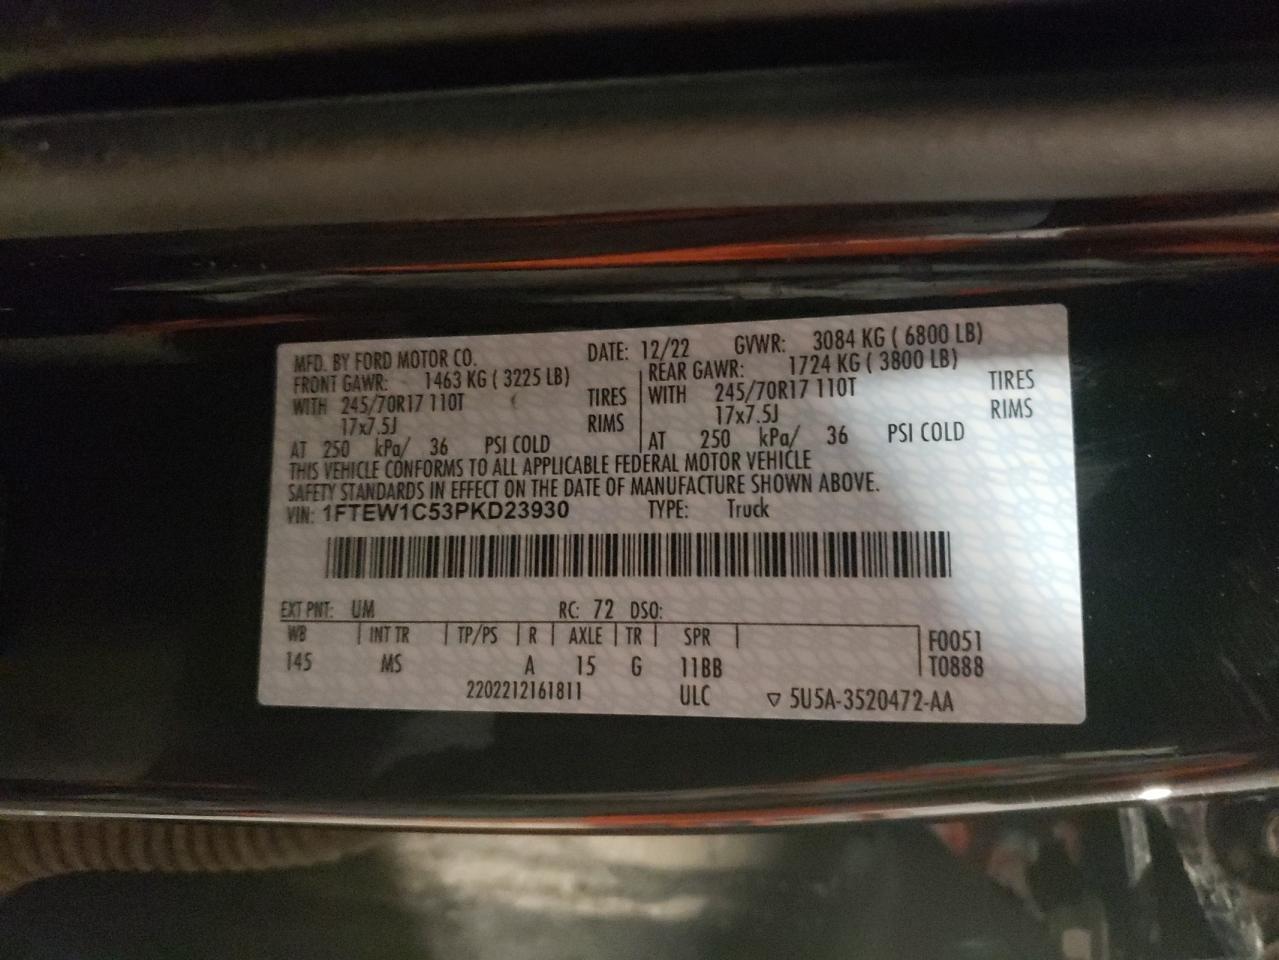 MFD. BY FORD MOTOR CO. DATE: 12/22 GVWR: 3084 KG ( 6800 LB)
FRONT GAWR: 1463 KG ( 3225 LB) REAR GAWR: 1724 KG ( 3800 LB)
WITH 245/70R17 110T TIRES WITH 245/70R17 110T TIRES
17x7.5J RIMS 17x7.5J RIMS
AT 250 kPa/ 36 PSI COLD AT 250 kPa/ 36 PSI COLD
THIS VEHICLE CONFORMS TO ALL APPLICABLE FEDERAL MOTOR VEHICLE
SAFETY STANDARDS IN EFFECT ON THE DATE OF MANUFACTURE SHOWN ABOVE.
VIN: 1FTEW1C53PKD23930 TYPE: Truck
EXT PNT: UM RC: 72 DSO:
WB INT TR TP/PS R AXLE TR SPR F0051
145 MS A 15 G 11BB T0888
2202212161811 ULC ▽ 5U5A-3520472-AA